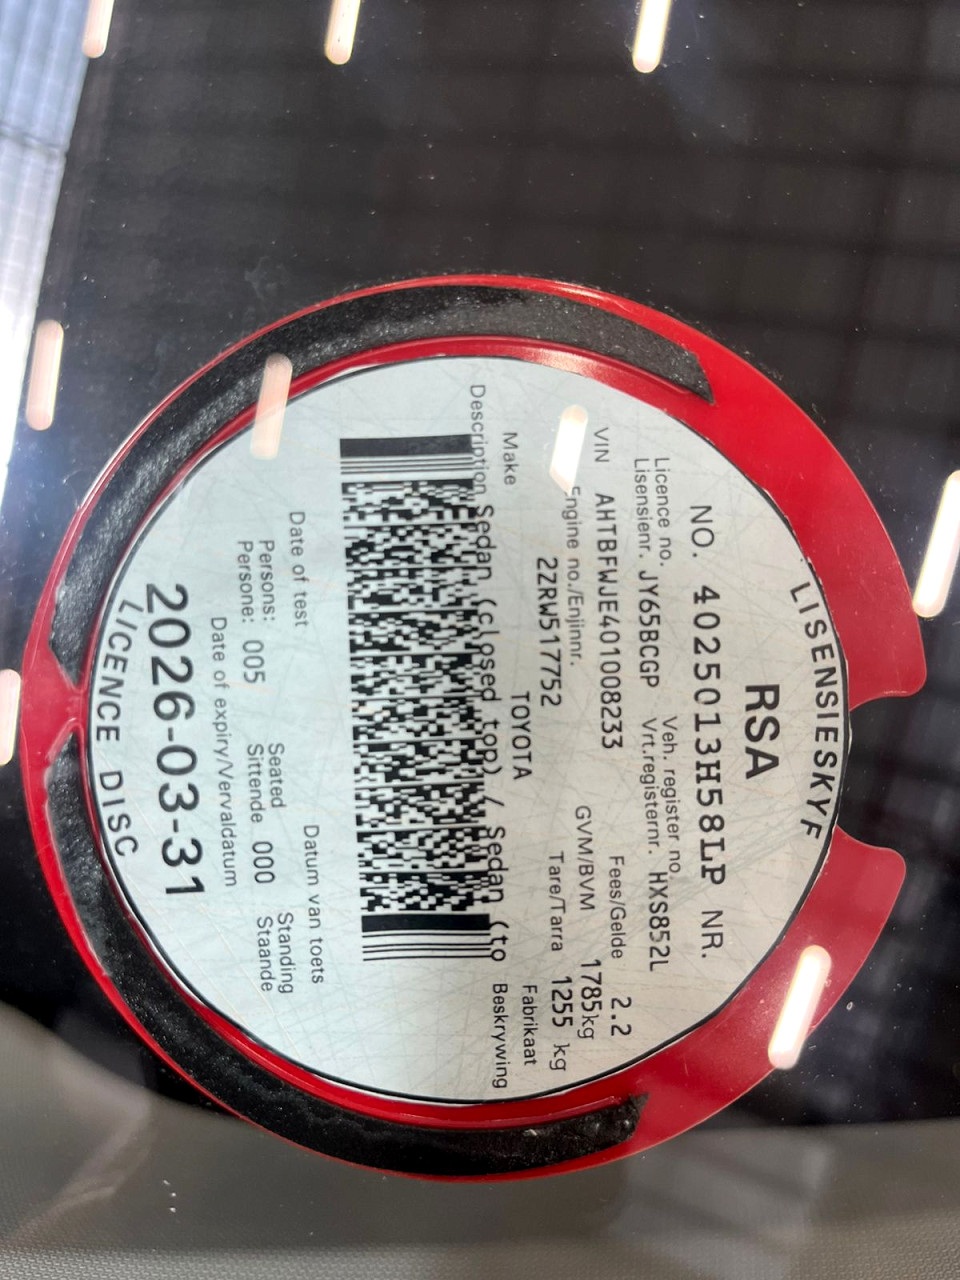 LISENSIESKYF
RSA
NO. 4025013H58LP NR.
Licence no. Veh. register no.
Lisensienr. JY65BCGP Vrt.registernr. HXS852L
VIN AHTBFWJE401008233 Fees/Gelde 2.2
Engine no./Enjinnr. GVM/BVM 1785kg
2ZRW517752 Tare/Tarra 1255 kg
Make TOYOTA Fabrikaat
Description Sedan (closed top) / Sedan (to Beskrywing
Date of test Datum van toets
Persons: Seated Standing
Persone: 005 Sittende 000 Staande
Date of expiry/Vervaldatum
2026-03-31
LICENCE DISC